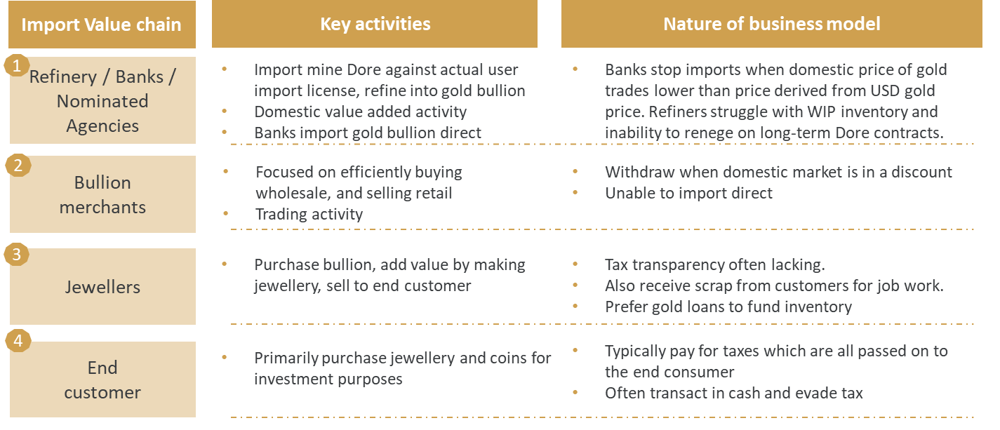 Import Value chain
Key activities
Nature of business model
1
Refinery / Banks /
Nominated
Agencies
• Import mine Dore against actual user
import license, refine into gold bullion
• Domestic value added activity
• Banks import gold bullion direct
• Banks stop imports when domestic price of gold
trades lower than price derived from USD gold
price. Refiners struggle with WIP inventory and
inability to renege on long-term Dore contracts.
2
Bullion
merchants
• Focused on efficiently buying
wholesale, and selling retail
• Trading activity
• Withdraw when domestic market is in a discount
• Unable to import direct
3
Jewellers
• Purchase bullion, add value by making
jewellery, sell to end customer
• Tax transparency often lacking.
• Also receive scrap from customers for job work.
• Prefer gold loans to fund inventory
4
End
customer
• Primarily purchase jewellery and coins for
investment purposes
• Typically pay for taxes which are all passed on to
the end consumer
• Often transact in cash and evade tax